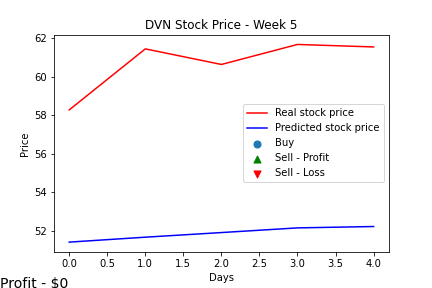 DVN Stock Price - Week 5
62
60
58
56
54
52
Price
Real stock price
Predicted stock price
Buy
Sell - Profit
Sell - Loss
0.0 0.5 1.0 1.5 2.0 2.5 3.0 3.5 4.0
Days
Profit - $0